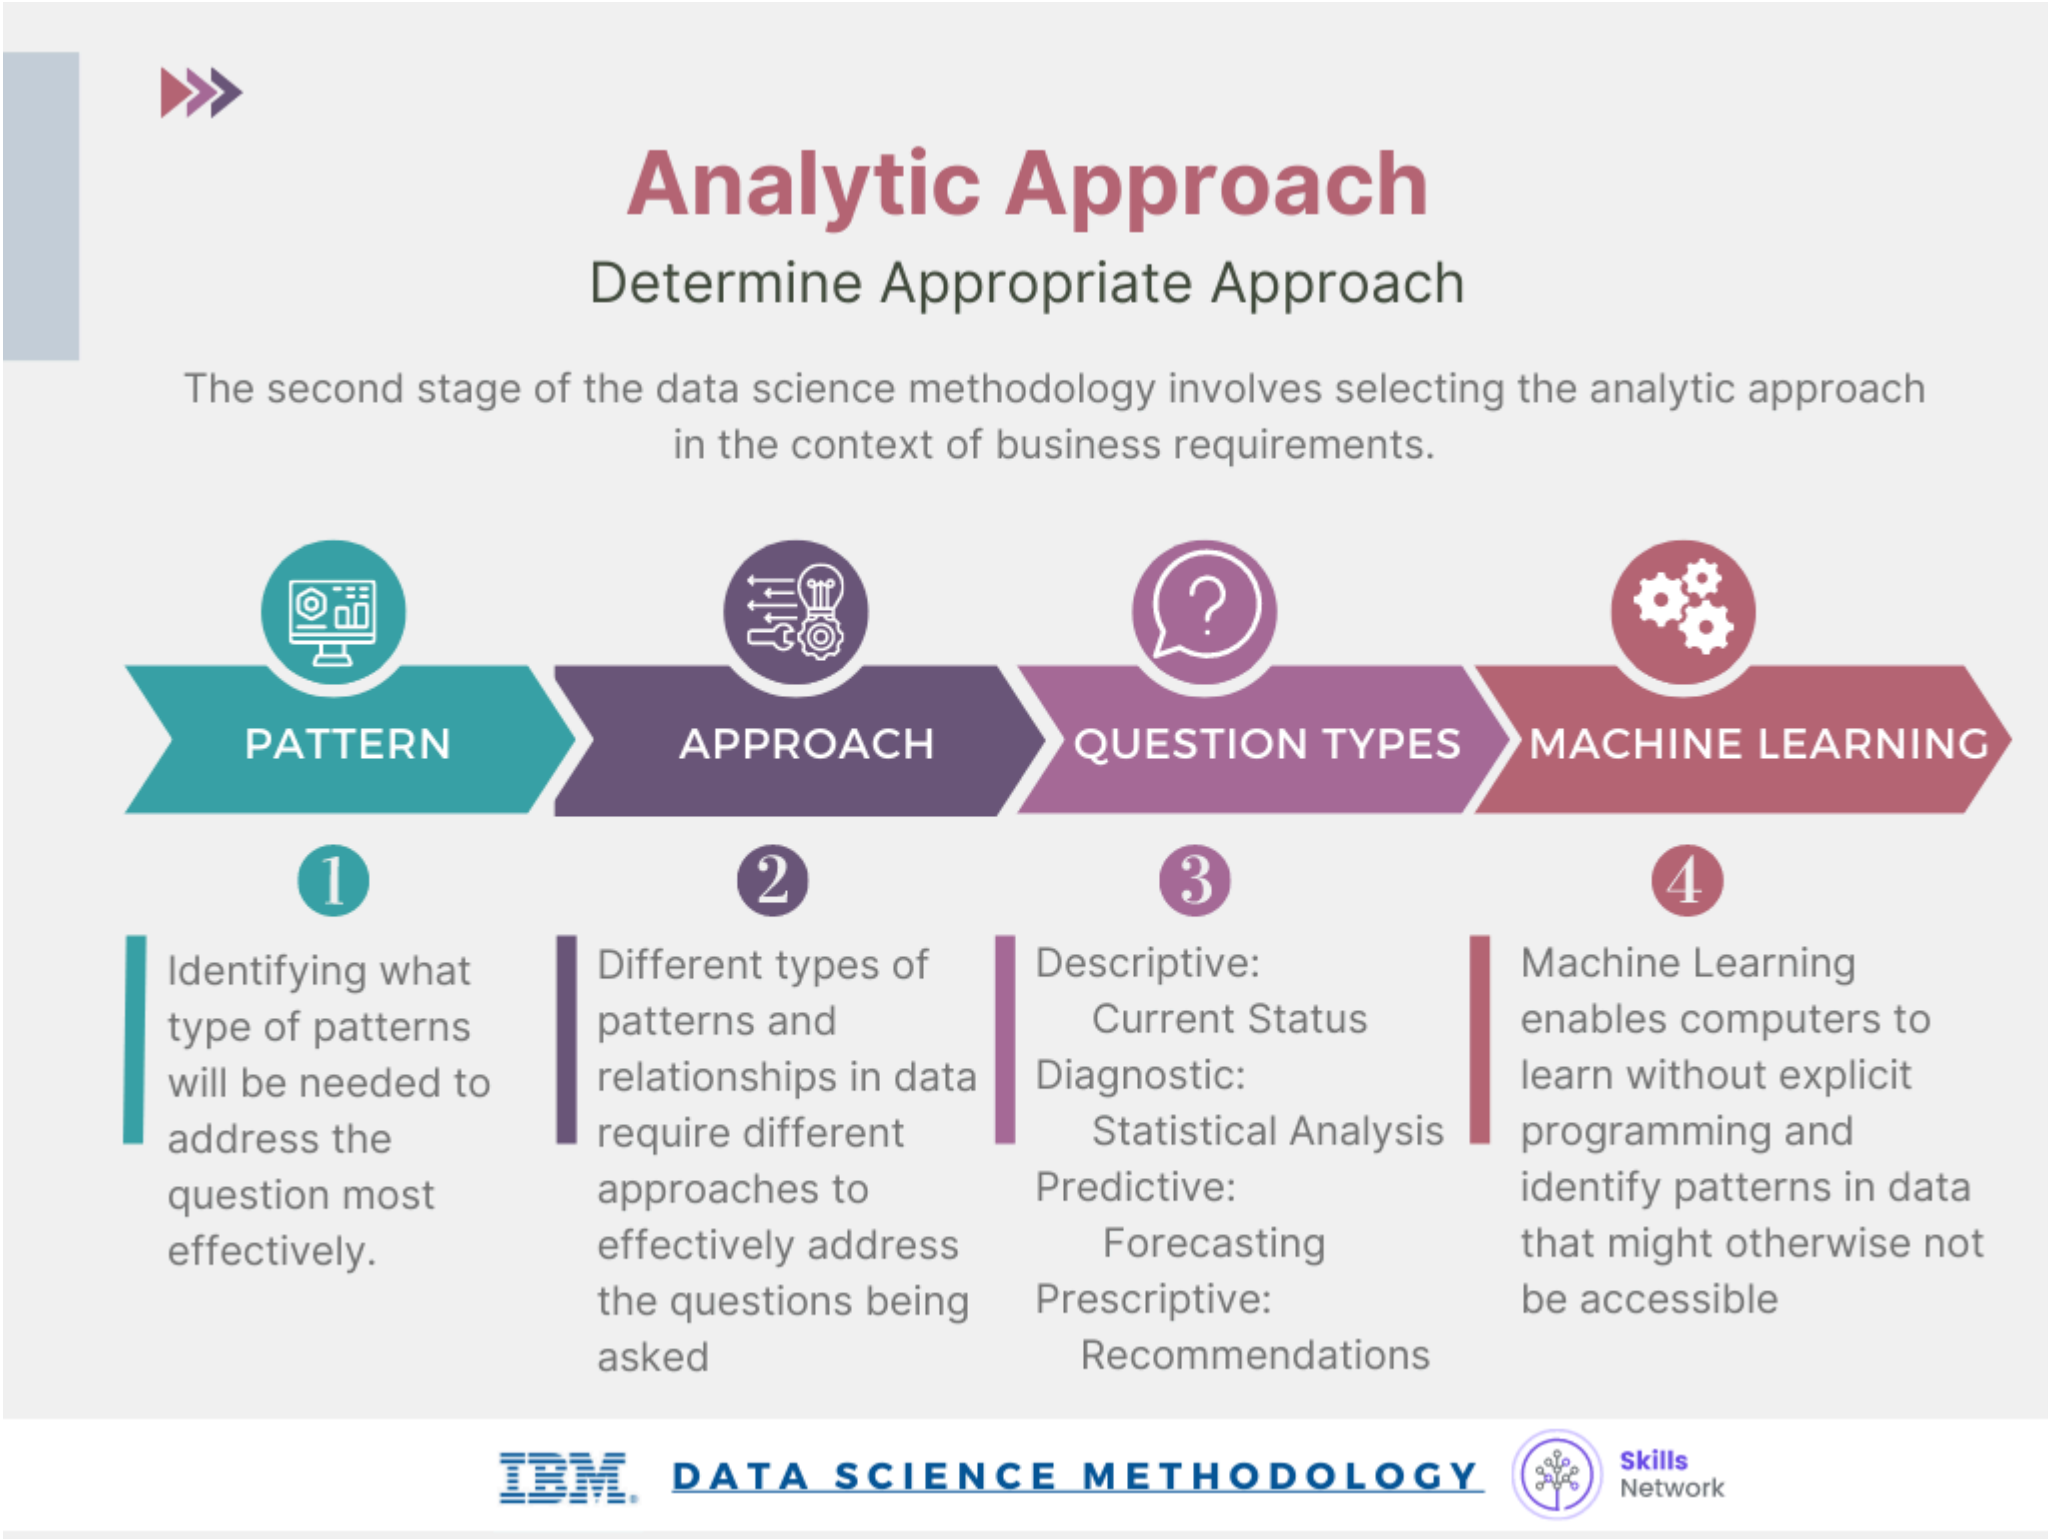 Analytic Approach
Determine Appropriate Approach
The second stage of the data science methodology involves selecting the analytic approach
in the context of business requirements.
PATTERN
APPROACH
QUESTION TYPES
MACHINE LEARNING
1
Identifying what
type of patterns
will be needed to
address the
question most
effectively.
2
Different types of
patterns and
relationships in data
require different
approaches to
effectively address
the questions being
asked
3
Descriptive:
Current Status
Diagnostic:
Statistical Analysis
Predictive:
Forecasting
Prescriptive:
Recommendations
4
Machine Learning
enables computers to
learn without explicit
programming and
identify patterns in data
that might otherwise not
be accessible
IBM.
DATA SCIENCE METHODOLOGY
Skills
Network